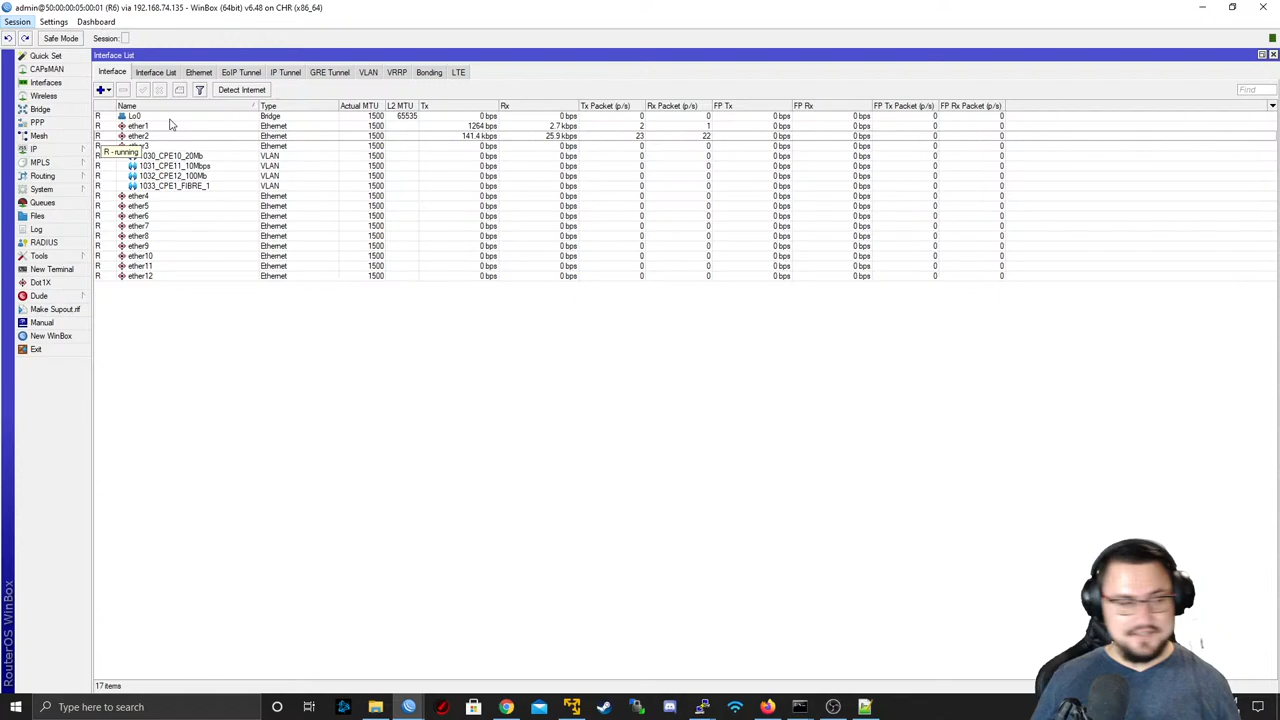 admin@50:00:00:05:00:01 (R6) via 192.168.74.135 - WinBox (64bit) v6.48 on CHR (x86_64)
Session Settings Dashboard
Safe Mode Session:
Quick Set
CAPsMAN
Interfaces
Wireless
Bridge
PPP
Mesh
IP
MPLS
Routing
System
Queues
Files
Log
RADIUS
Tools
New Terminal
Dot1X
Dude
Make Supout.rif
Manual
New WinBox
Exit
RouterOS WinBox
Interface List
Interface Interface List Ethernet EoIP Tunnel IP Tunnel GRE Tunnel VLAN VRRP Bonding LTE
Detect Internet Find
Name Type Actual MTU L2 MTU Tx Rx Tx Packet (p/s) Rx Packet (p/s) FP Tx FP Rx FP Tx Packet (p/s) FP Rx Packet (p/s)
R Lo0 Bridge 1500 65535 0 bps 0 bps 0 0 0 bps 0 bps 0 0
R ether1 Ethernet 1500 1264 bps 2.7 kbps 2 1 0 bps 0 bps 0 0
R ether2 Ethernet 1500 141.4 kbps 25.9 kbps 23 22 0 bps 0 bps 0 0
R ether3 Ethernet 1500 0 bps 0 bps 0 0 0 bps 0 bps 0 0
R - running
R 1030_CPE10_20Mb VLAN 1500 0 bps 0 bps 0 0 0 bps 0 bps 0 0
R 1031_CPE11_10Mbps VLAN 1500 0 bps 0 bps 0 0 0 bps 0 bps 0 0
R 1032_CPE12_100Mb VLAN 1500 0 bps 0 bps 0 0 0 bps 0 bps 0 0
R 1033_CPE1_FIBRE_1 VLAN 1500 0 bps 0 bps 0 0 0 bps 0 bps 0 0
R ether4 Ethernet 1500 0 bps 0 bps 0 0 0 bps 0 bps 0 0
R ether5 Ethernet 1500 0 bps 0 bps 0 0 0 bps 0 bps 0 0
R ether6 Ethernet 1500 0 bps 0 bps 0 0 0 bps 0 bps 0 0
R ether7 Ethernet 1500 0 bps 0 bps 0 0 0 bps 0 bps 0 0
R ether8 Ethernet 1500 0 bps 0 bps 0 0 0 bps 0 bps 0 0
R ether9 Ethernet 1500 0 bps 0 bps 0 0 0 bps 0 bps 0 0
R ether10 Ethernet 1500 0 bps 0 bps 0 0 0 bps 0 bps 0 0
R ether11 Ethernet 1500 0 bps 0 bps 0 0 0 bps 0 bps 0 0
R ether12 Ethernet 1500 0 bps 0 bps 0 0 0 bps 0 bps 0 0
17 items
Type here to search